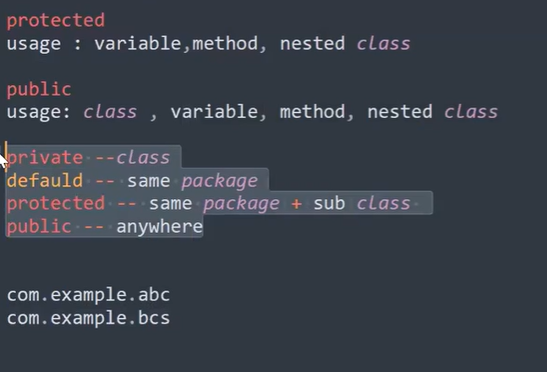 protected
usage : variable,method, nested class
public
usage: class , variable, method, nested class
private --class
defauld -- same package
protected -- same package + sub class
public -- anywhere
com.example.abc
com.example.bcs